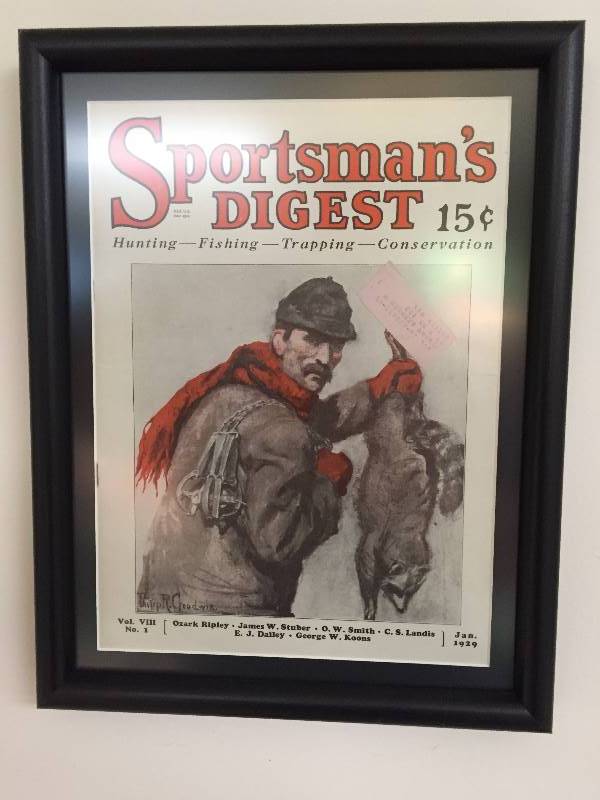 Sportsman's
DIGEST 15¢
Hunting—Fishing—Trapping—Conservation
Philip R. Goodwin
Vol. VIII
No. 1
Ozark Ripley • James W. Stuber • O. W. Smith • C. S. Landis
E. J. Dailey • George W. Koons
Jan.
1929